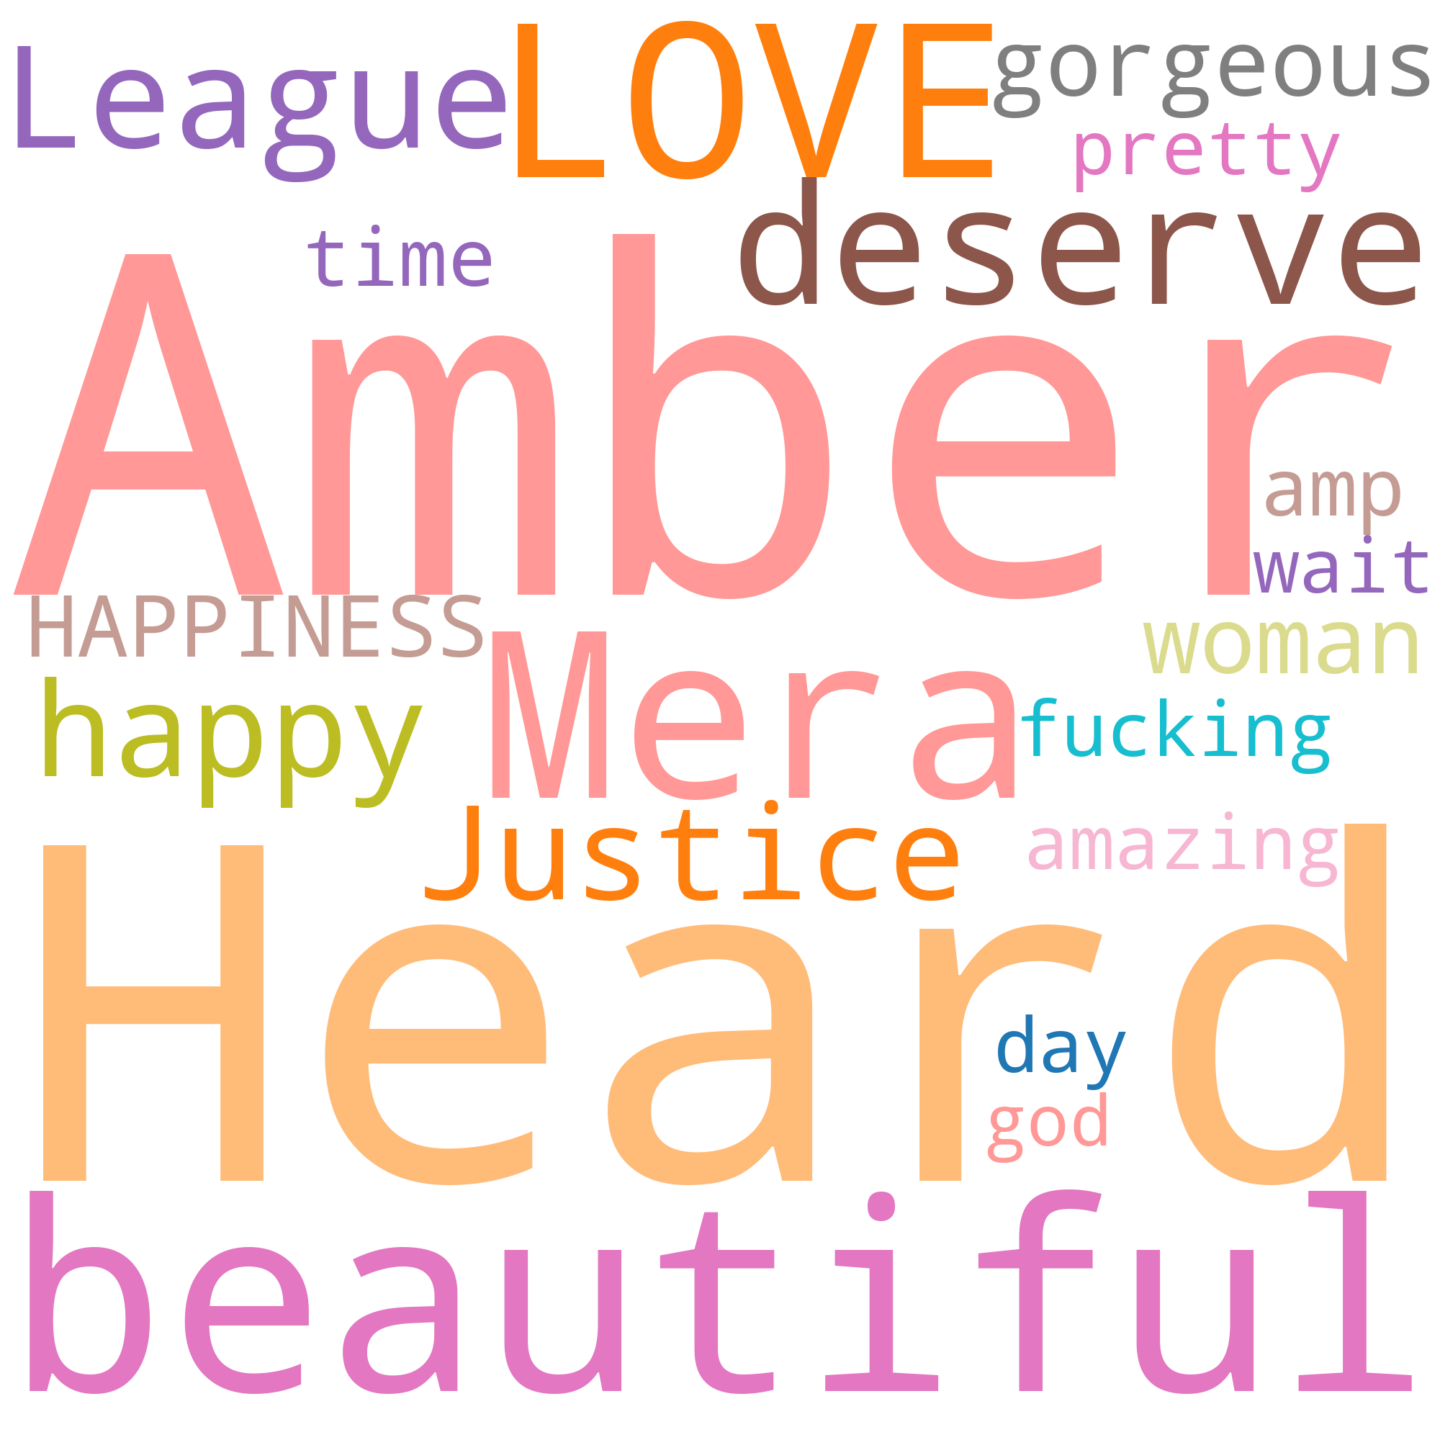 League LOVE gorgeous
pretty
deserve
time
Amber
amp
wait
HAPPINESS
woman
Mera
happy
fucking
Justice
amazing
Heard
day
god
beautiful